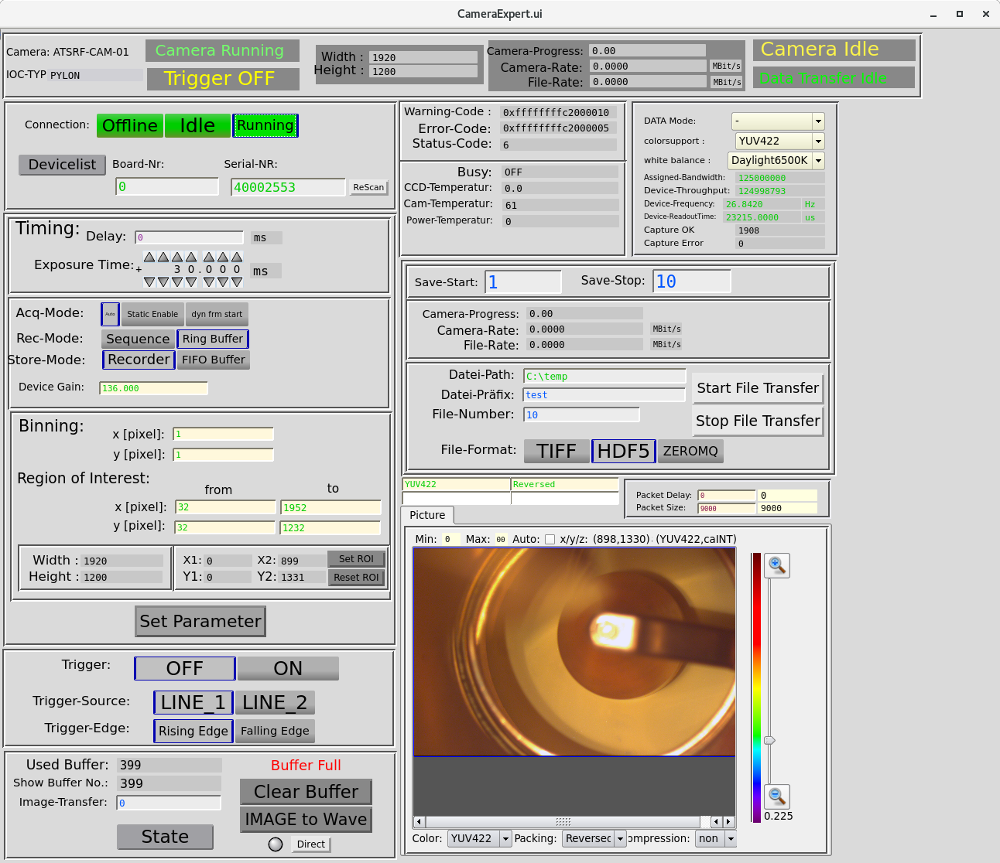 CameraExpert.ui
Camera: ATSRF-CAM-01
IOC-TYP PYLON
Camera Running
Trigger OFF
Width : 1920
Height : 1200
Camera-Progress: 0.00
Camera-Rate: 0.0000 MBit/s
File-Rate: 0.0000 MBit/s
Camera Idle
Data Transfer Idle
Connection: Offline Idle Running
Devicelist Board-Nr: Serial-NR:
0 40002553 ReScan
Warning-Code : 0xffffffffc2000010
Error-Code: 0xffffffffc2000005
Status-Code: 6
Busy: OFF
CCD-Temperatur: 0.0
Cam-Temperatur: 61
Power-Temperatur: 0
DATA Mode: -
colorsupport : YUV422
white balance : Daylight6500K
Assigned-Bandwidth: 125000000
Device-Throughput: 124998793
Device-Frequency: 26.8420 Hz
Device-ReadoutTime: 23215.0000 us
Capture OK 1908
Capture Error 0
Timing: Delay: 0 ms
Exposure Time: + 30.000 ms
Acq-Mode: Auto Static Enable dyn frm start
Rec-Mode: Sequence Ring Buffer
Store-Mode: Recorder FIFO Buffer
Device Gain: 136.000
Binning:
x [pixel]: 1
y [pixel]: 1
Region of Interest:
from to
x [pixel]: 32 1952
y [pixel]: 32 1232
Width : 1920
Height : 1200
X1: 0 X2: 899 Set ROI
Y1: 0 Y2: 1331 Reset ROI
Set Parameter
Trigger: OFF ON
Trigger-Source: LINE_1 LINE_2
Trigger-Edge: Rising Edge Falling Edge
Used Buffer: 399 Buffer Full
Show Buffer No.: 399 Clear Buffer
Image-Transfer: 0 IMAGE to Wave
State Direct
Save-Start: 1 Save-Stop: 10
Camera-Progress: 0.00
Camera-Rate: 0.0000 MBit/s
File-Rate: 0.0000 MBit/s
Datei-Path: C:\temp
Datei-Präfix: test
File-Number: 10
Start File Transfer
Stop File Transfer
File-Format: TIFF HDF5 ZEROMQ
YUV422 Reversed
Packet Delay: 0 0
Packet Size: 9000 9000
Picture
Min: 0 Max: 00 Auto: x/y/z: (898,1330) (YUV422,caINT)
0.225
Color: YUV422 Packing: Reversec ompression: non